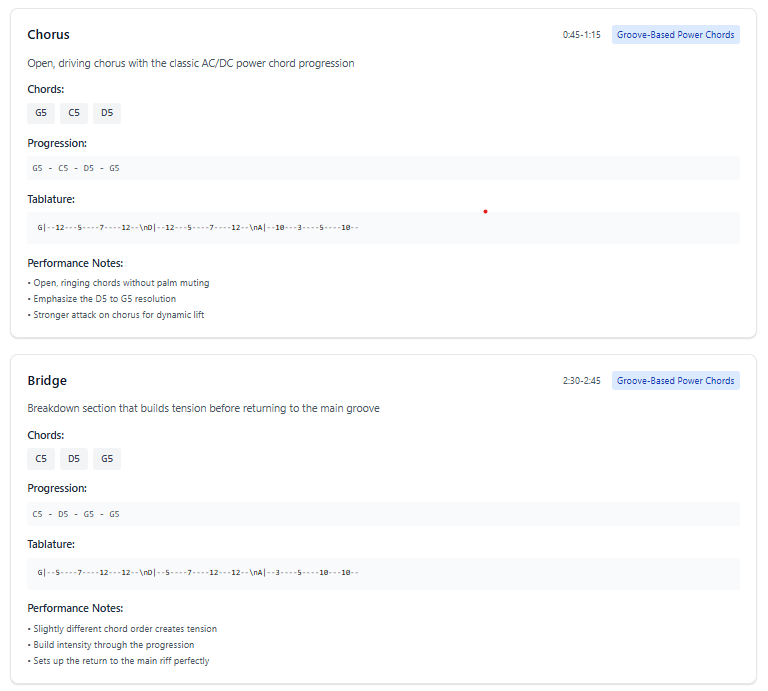 Chorus
0:45-1:15
Groove-Based Power Chords
Open, driving chorus with the classic AC/DC power chord progression
Chords:
G5 C5 D5
Progression:
G5 - C5 - D5 - G5
Tablature:
G|--12---5----7----12--\nD|--12---5----7----12--\nA|--10---3----5----10--
Performance Notes:
• Open, ringing chords without palm muting
• Emphasize the D5 to G5 resolution
• Stronger attack on chorus for dynamic lift
Bridge
2:30-2:45
Groove-Based Power Chords
Breakdown section that builds tension before returning to the main groove
Chords:
C5 D5 G5
Progression:
C5 - D5 - G5 - G5
Tablature:
G|--5----7----12---12--\nD|--5----7----12---12--\nA|--3----5----10---10--
Performance Notes:
• Slightly different chord order creates tension
• Build intensity through the progression
• Sets up the return to the main riff perfectly